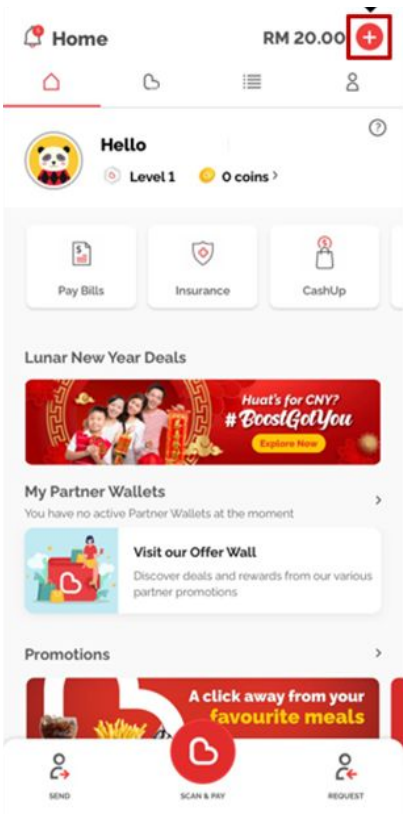 Home
RM 20.00
Hello
Level 1
0 coins
Pay Bills
Insurance
CashUp
Lunar New Year Deals
Huat's for CNY?
#BoostGotYou
Explore Now
My Partner Wallets
You have no active Partner Wallets at the moment
Visit our Offer Wall
Discover deals and rewards from our various
partner promotions
Promotions
A click away from your
favourite meals
SEND
SCAN & PAY
REQUEST